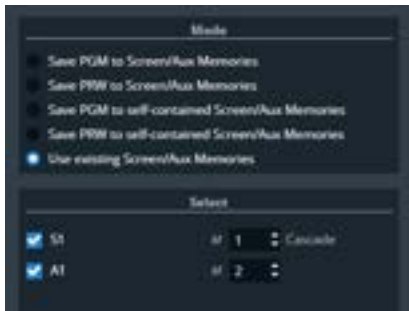 Mode
Save PGM to Screen/Aux Memories
Save PRW to Screen/Aux Memories
Save PGM to self-contained Screen/Aux Memories
Save PRW to self-contained Screen/Aux Memories
Use existing Screen/Aux Memories
Select
S1 # 1 Cascade
A1 # 2